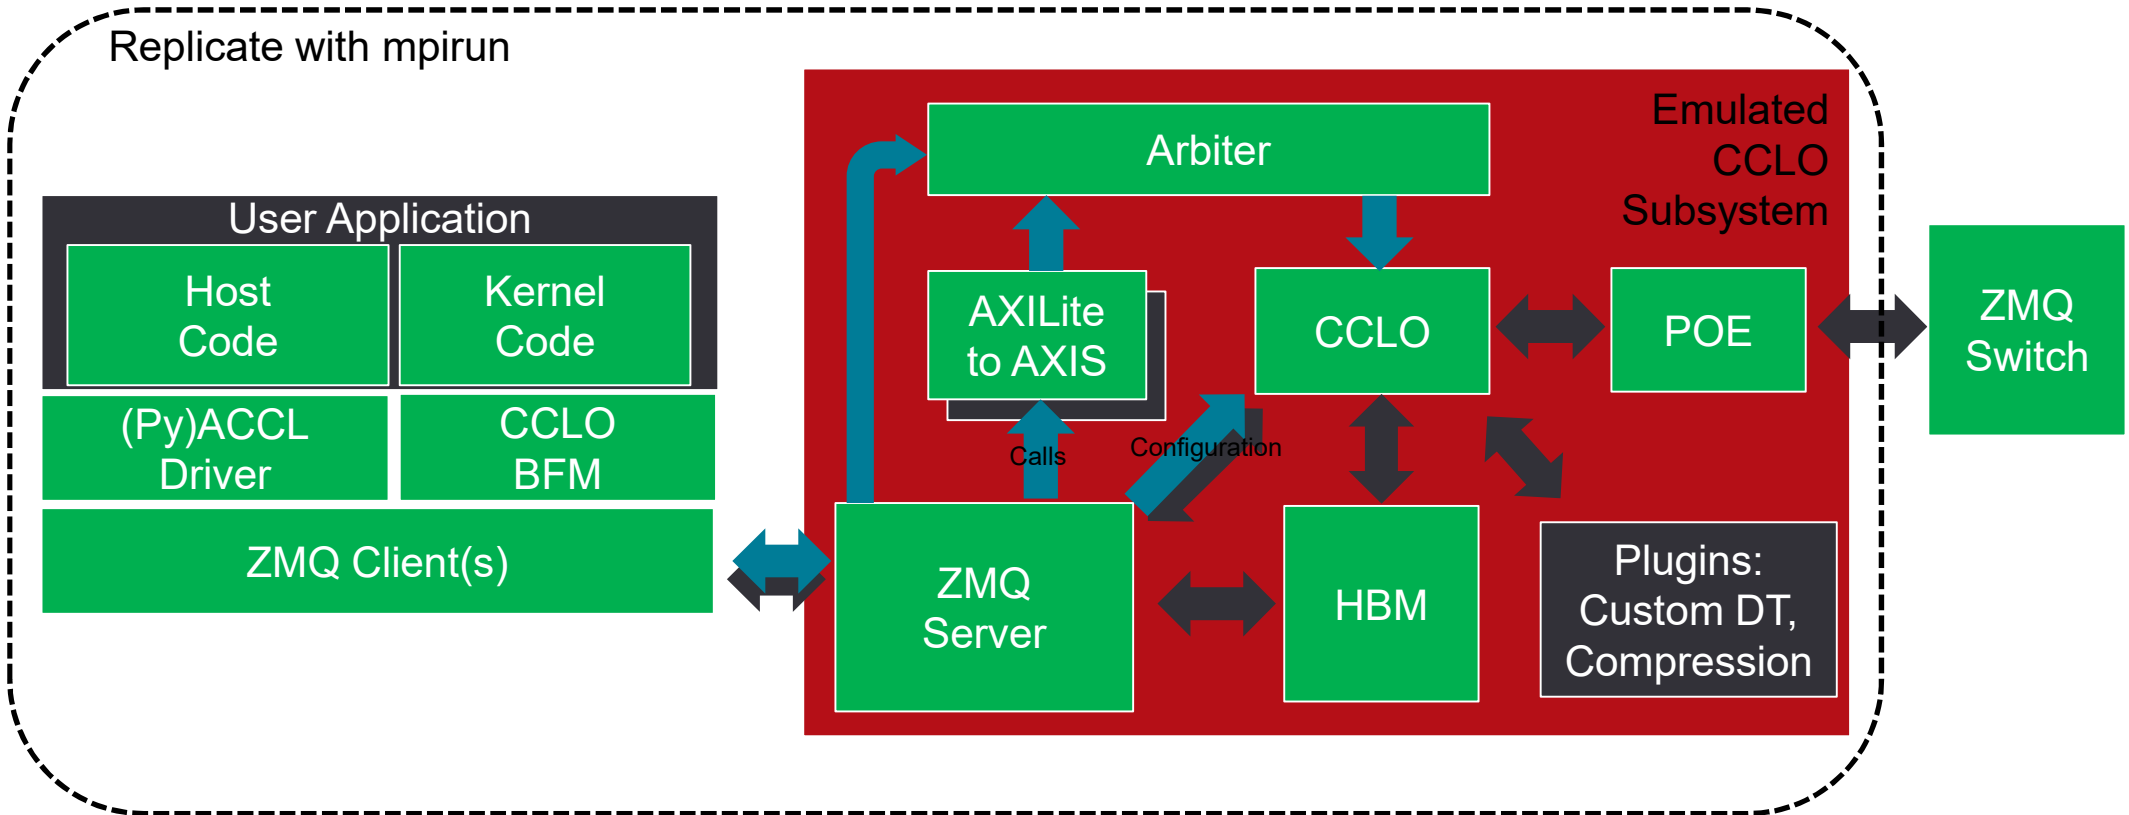 Replicate with mpirun
Emulated
CCLO
Subsystem
Arbiter
User Application
Host
Code
Kernel
Code
(Py)ACCL
Driver
CCLO
BFM
ZMQ Client(s)
AXILite
to AXIS
CCLO
POE
ZMQ
Switch
Calls
Configuration
ZMQ
Server
HBM
Plugins:
Custom DT,
Compression